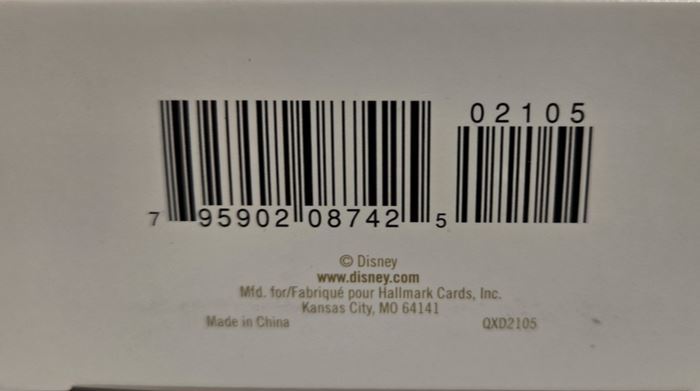 02105
7 95902 08742 5
© Disney
www.disney.com
Mfd. for/Fabriqué pour Hallmark Cards, Inc.
Kansas City, MO 64141
Made in China QXD2105